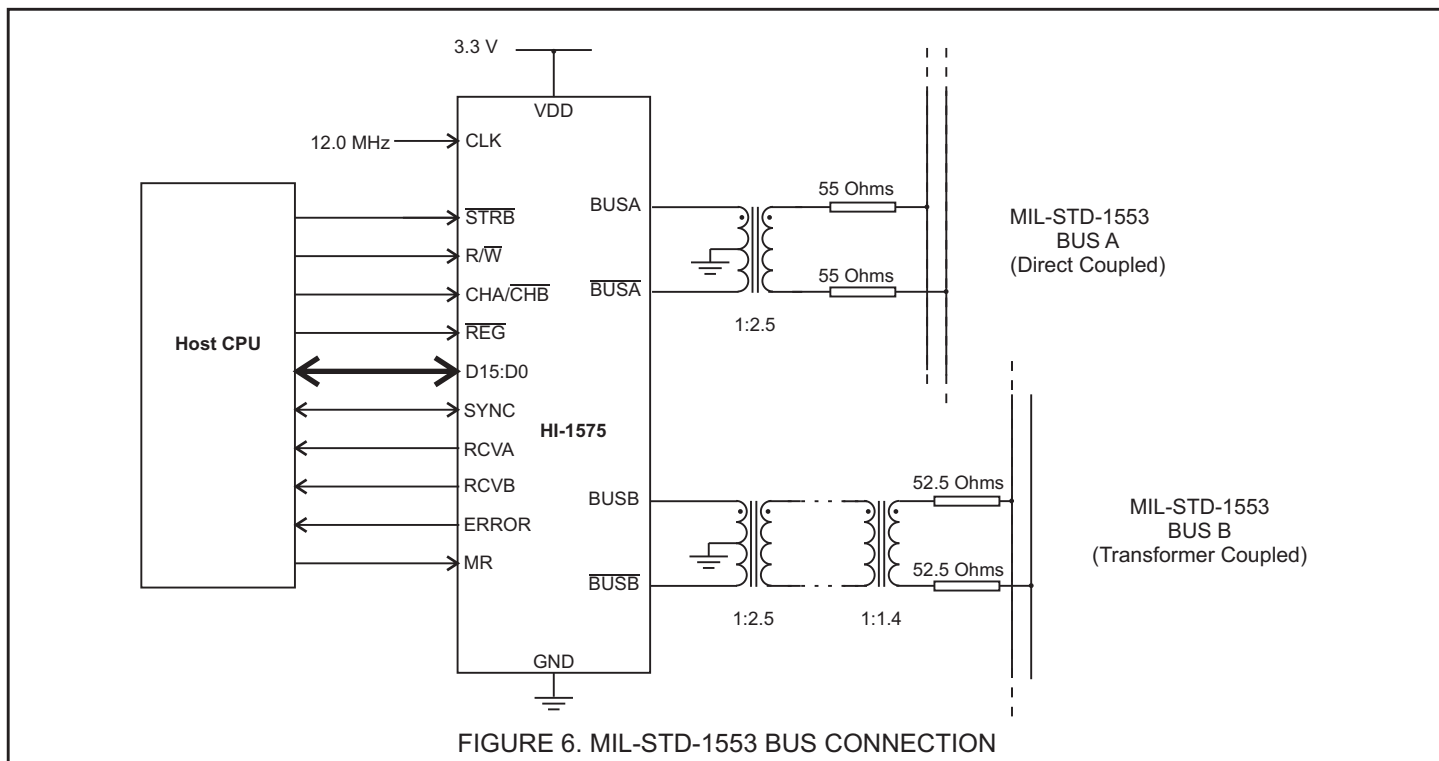 3.3 V
VDD
12.0 MHz
CLK
STRB
R/W
CHA/CHB
REG
D15:D0
SYNC
RCVA
RCVB
ERROR
MR
Host CPU
HI-1575
BUSA
BUSA
BUSB
BUSB
GND
55 Ohms
55 Ohms
1:2.5
MIL-STD-1553
BUS A
(Direct Coupled)
52.5 Ohms
52.5 Ohms
1:2.5
1:1.4
MIL-STD-1553
BUS B
(Transformer Coupled)
FIGURE 6. MIL-STD-1553 BUS CONNECTION